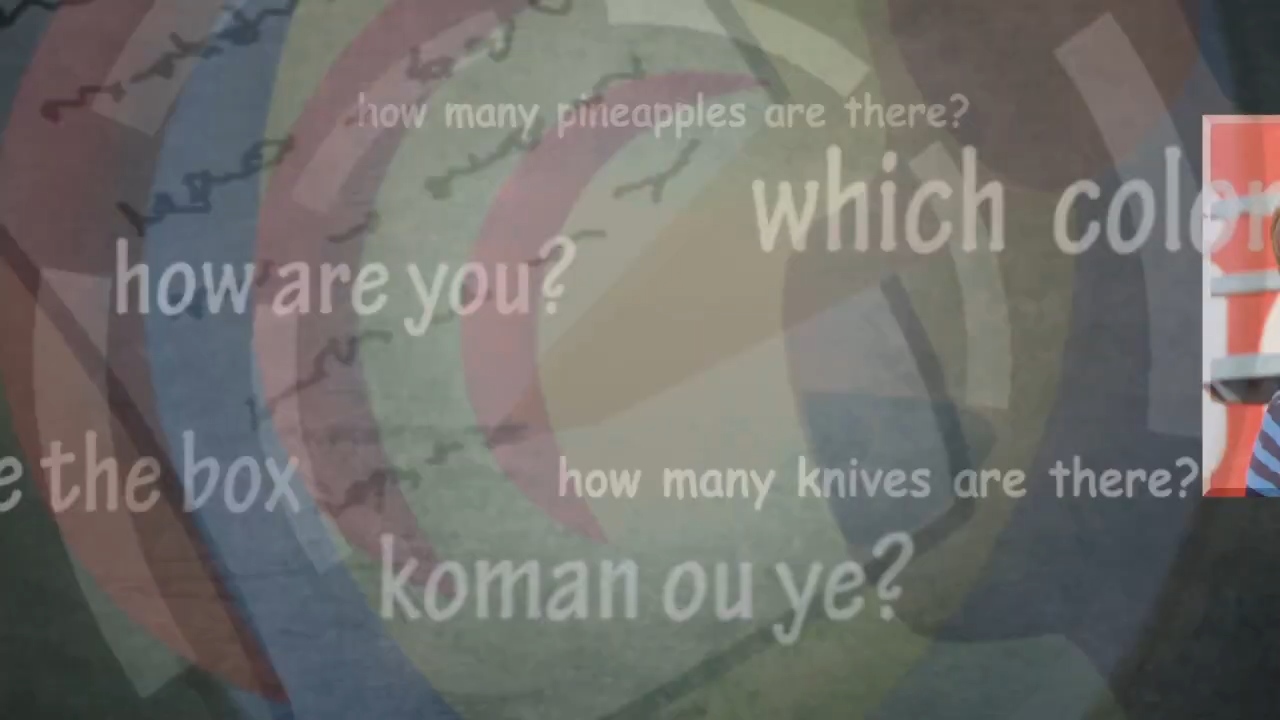 how many pineapples are there?
which color
how are you?
e the box
how many knives are there?
koman ou ye?